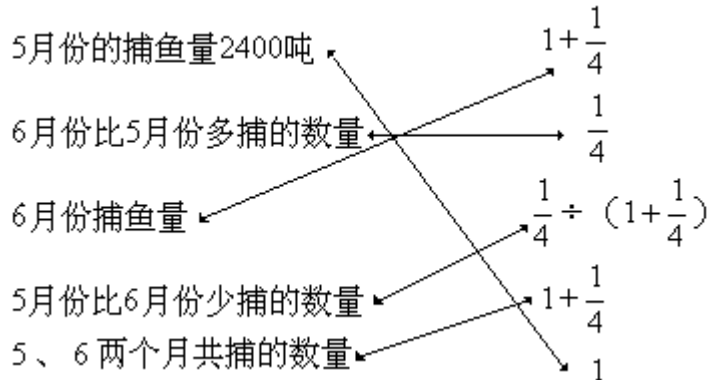 5月份的捕鱼量2400吨 1+1/4
6月份比5月份多捕的数量 1/4
6月份捕鱼量 1/4÷（1+1/4）
5月份比6月份少捕的数量 1+1/4
5、6两个月共捕的数量 1